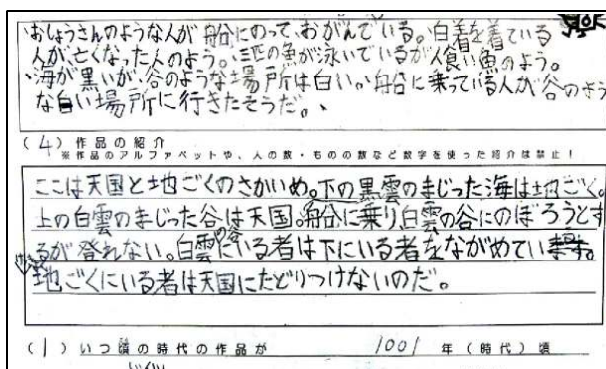 おしょうさんのような人が船にのって、おがんでいる。白着を着ている
人が亡くなった人のよう。三匹の魚が泳いでいるが人食い魚のよう。
海が黒いが、谷のような場所は白い。船に乗っている人が谷のよう
な白い場所に行きたそうだ。
(4) 作品の紹介
※作品のアルファベットや、人の数・ものの数など数字を使った紹介は禁止!
ここは天国と地ごくのさかいめ。下の黒雲のまじった海は地ごく。
上の白雲のまじった谷は天国。船に乗り白雲の谷にのぼろうとす
るが登れない。白雲の谷にいる者は下にいる者をながめてい
地ごくにいる者は天国にたどりつけないのだ。
(1) いつ頃の時代の作品か 1001 年(時代)頃